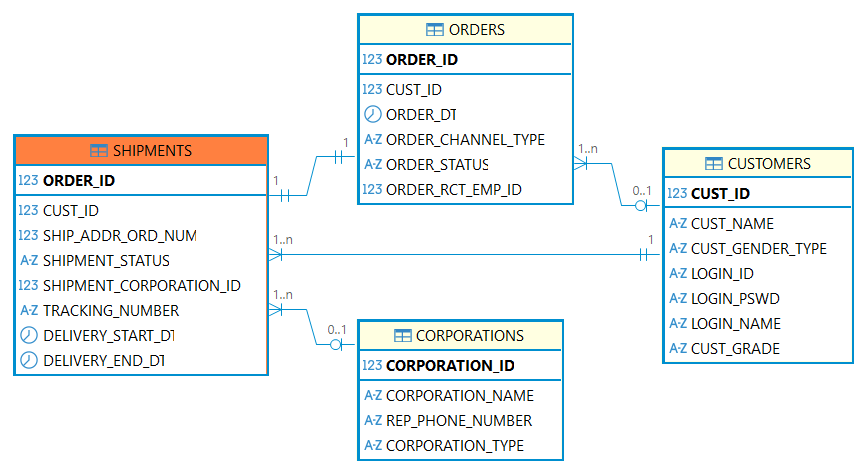 ORDERS
123 ORDER_ID
123 CUST_ID
ORDER_DT
A-Z ORDER_CHANNEL_TYPE
A-Z ORDER_STATUS
123 ORDER_RCT_EMP_ID
SHIPMENTS
123 ORDER_ID
123 CUST_ID
123 SHIP_ADDR_ORD_NUM
A-Z SHIPMENT_STATUS
123 SHIPMENT_CORPORATION_ID
A-Z TRACKING_NUMBER
DELIVERY_START_DT
DELIVERY_END_DT
1
1
1..n
0..1
1..n
1
1..n
0..1
CUSTOMERS
123 CUST_ID
A-Z CUST_NAME
A-Z CUST_GENDER_TYPE
A-Z LOGIN_ID
A-Z LOGIN_PSWD
A-Z LOGIN_NAME
A-Z CUST_GRADE
CORPORATIONS
123 CORPORATION_ID
A-Z CORPORATION_NAME
A-Z REP_PHONE_NUMBER
A-Z CORPORATION_TYPE